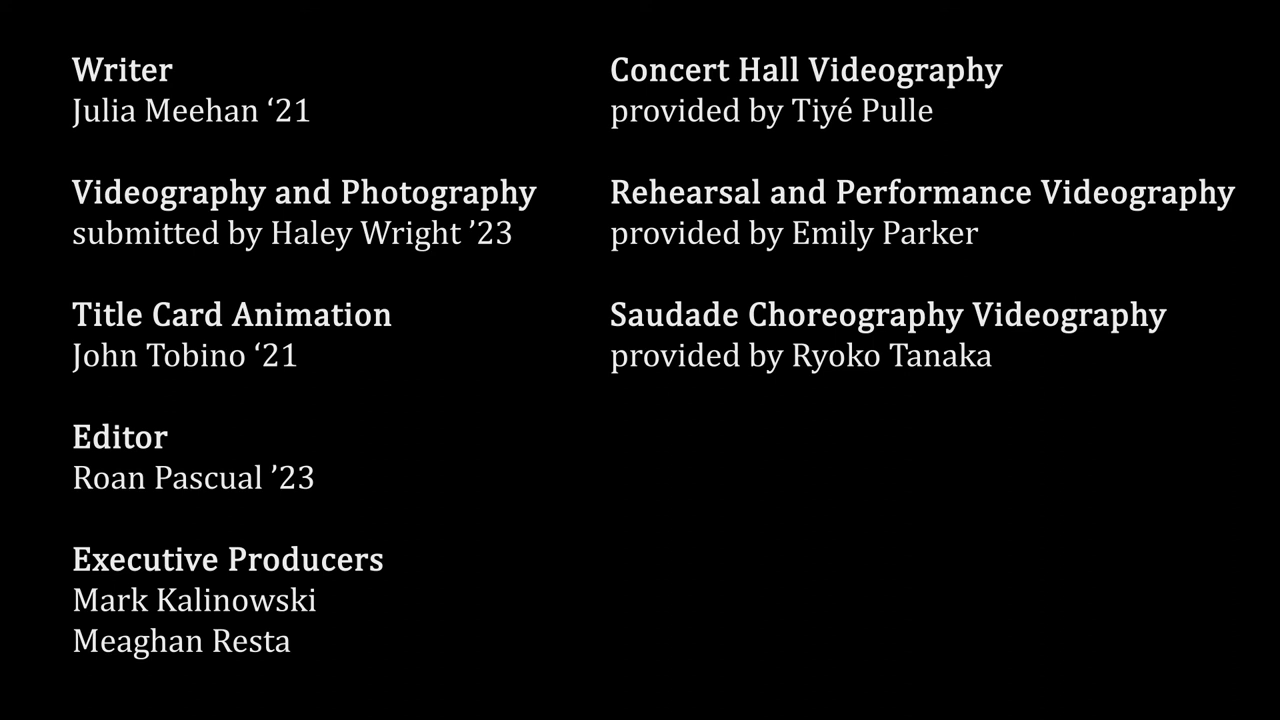 Writer
Julia Meehan ‘21
Videography and Photography
submitted by Haley Wright ’23
Title Card Animation
John Tobino ‘21
Editor
Roan Pascual ’23
Executive Producers
Mark Kalinowski
Meaghan Resta
Concert Hall Videography
provided by Tiyé Pulle
Rehearsal and Performance Videography
provided by Emily Parker
Saudade Choreography Videography
provided by Ryoko Tanaka